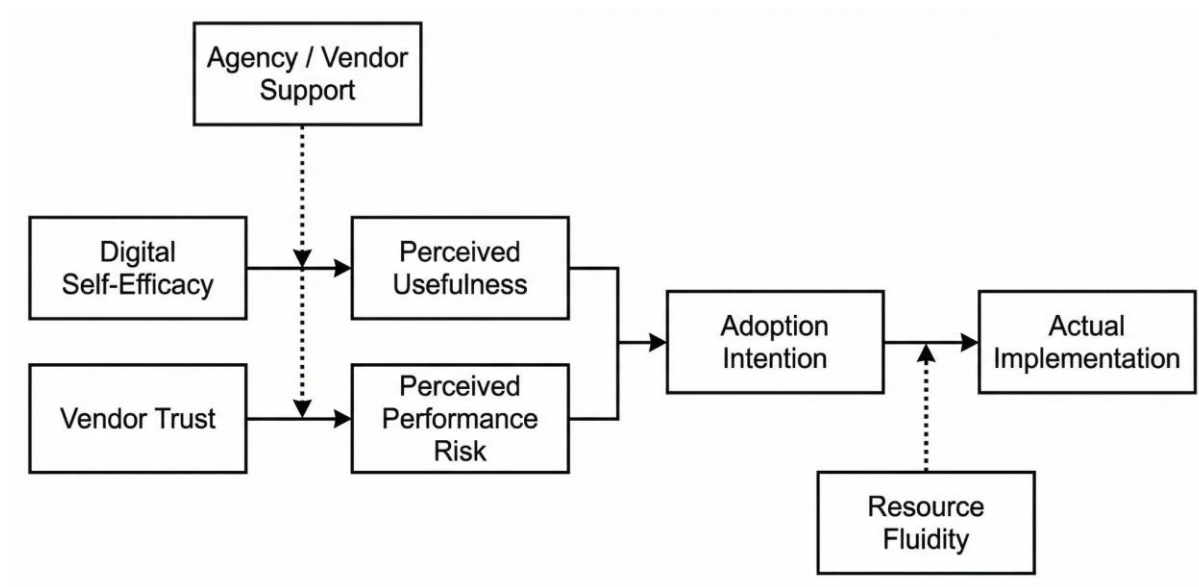 Agency / Vendor
Support
Digital
Self-Efficacy
Perceived
Usefulness
Adoption
Intention
Actual
Implementation
Vendor Trust
Perceived
Performance
Risk
Resource
Fluidity